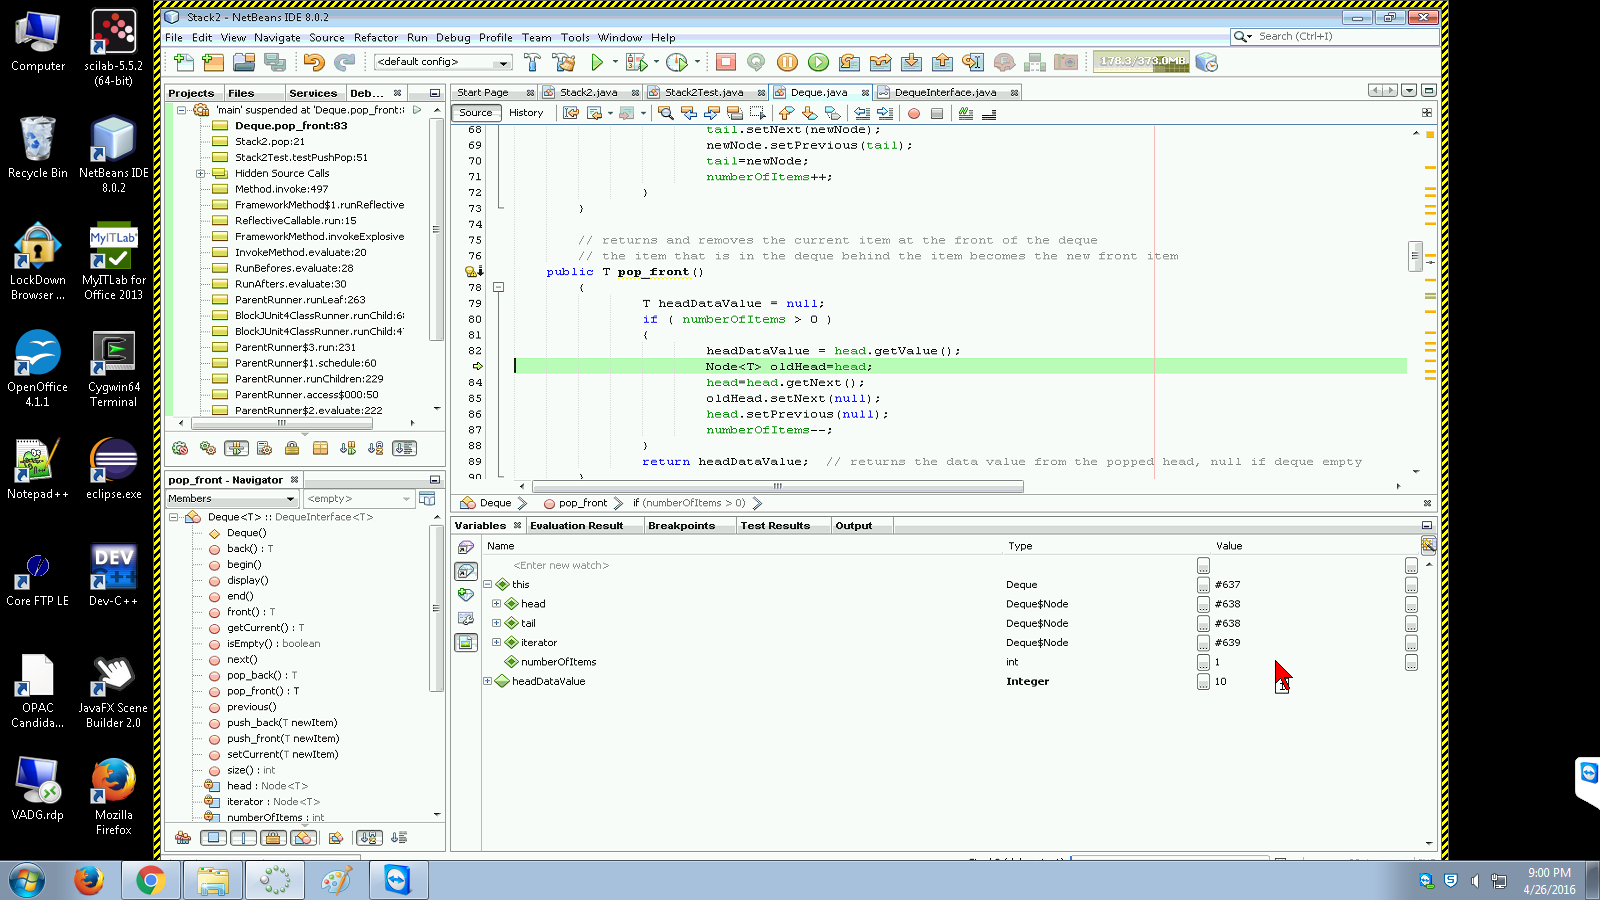 Computer
scilab-5.5.2
(64-bit)
Recycle Bin
NetBeans IDE
8.0.2
LockDown
Browser ...
MyITLab
MyITLab for
Office 2013
OpenOffice
4.1.1
Cygwin64
Terminal
Notepad++
eclipse.exe
Core FTP LE
DEV
Dev-C++
OPAC
Candida...
JavaFX Scene
Builder 2.0
VADG.rdp
Mozilla
Firefox
Stack2 - NetBeans IDE 8.0.2
File Edit View Navigate Source Refactor Run Debug Profile Team Tools Window Help
Search (Ctrl+I)
<default config>
178.3/373.0MB
Projects Files Services Deb...
'main' suspended at 'Deque.pop_front:8
Deque.pop_front:83
Stack2.pop:21
Stack2Test.testPushPop:51
Hidden Source Calls
Method.invoke:497
FrameworkMethod$1.runReflective
ReflectiveCallable.run:15
FrameworkMethod.invokeExplosive
InvokeMethod.evaluate:20
RunBefores.evaluate:28
RunAfters.evaluate:30
ParentRunner.runLeaf:263
BlockJUnit4ClassRunner.runChild:6
BlockJUnit4ClassRunner.runChild:4
ParentRunner$3.run:231
ParentRunner$1.schedule:60
ParentRunner.runChildren:229
ParentRunner.access$000:50
ParentRunner$2.evaluate:222
pop_front - Navigator
Members <empty>
Deque<T> :: DequeInterface<T>
Deque()
back() : T
begin()
display()
end()
front() : T
getCurrent() : T
isEmpty() : boolean
next()
pop_back() : T
pop_front() : T
previous()
push_back(T newItem)
push_front(T newItem)
setCurrent(T newItem)
size() : int
head : Node<T>
iterator : Node<T>
numberOfItems : int
Start Page Stack2.java Stack2Test.java Deque.java DequeInterface.java
Source History
68 tail.setNext(newNode);
69 newNode.setPrevious(tail);
70 tail=newNode;
71 numberOfItems++;
72 }
73 }
74
75 // returns and removes the current item at the front of the deque
76 // the item that is in the deque behind the item becomes the new front item
public T pop_front()
78 {
79 T headDataValue = null;
80 if ( numberOfItems > 0 )
81 {
82 headDataValue = head.getValue();
Node<T> oldHead=head;
84 head=head.getNext();
85 oldHead.setNext(null);
86 head.setPrevious(null);
87 numberOfItems--;
88 }
89 return headDataValue; // returns the data value from the popped head, null if deque empty
90 }
Deque pop_front if (numberOfItems > 0)
Variables Evaluation Result Breakpoints Test Results Output
Name Type Value
<Enter new watch>
this Deque #637
head Deque$Node #638
tail Deque$Node #638
iterator Deque$Node #639
numberOfItems int 1
headDataValue Integer 10
9:00 PM
4/26/2016